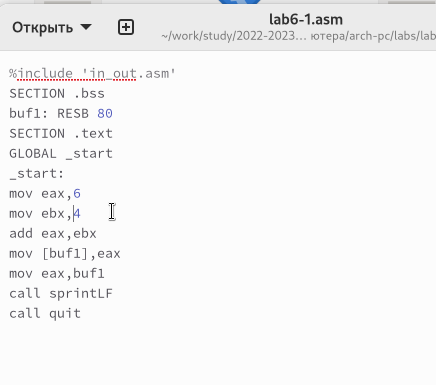 Открыть
lab6-1.asm
~/work/study/2022-2023... ютера/arch-pc/labs/lab
%include 'in_out.asm'
SECTION .bss
buf1: RESB 80
SECTION .text
GLOBAL _start
_start:
mov eax,6
mov ebx,4
add eax,ebx
mov [buf1],eax
mov eax,buf1
call sprintLF
call quit